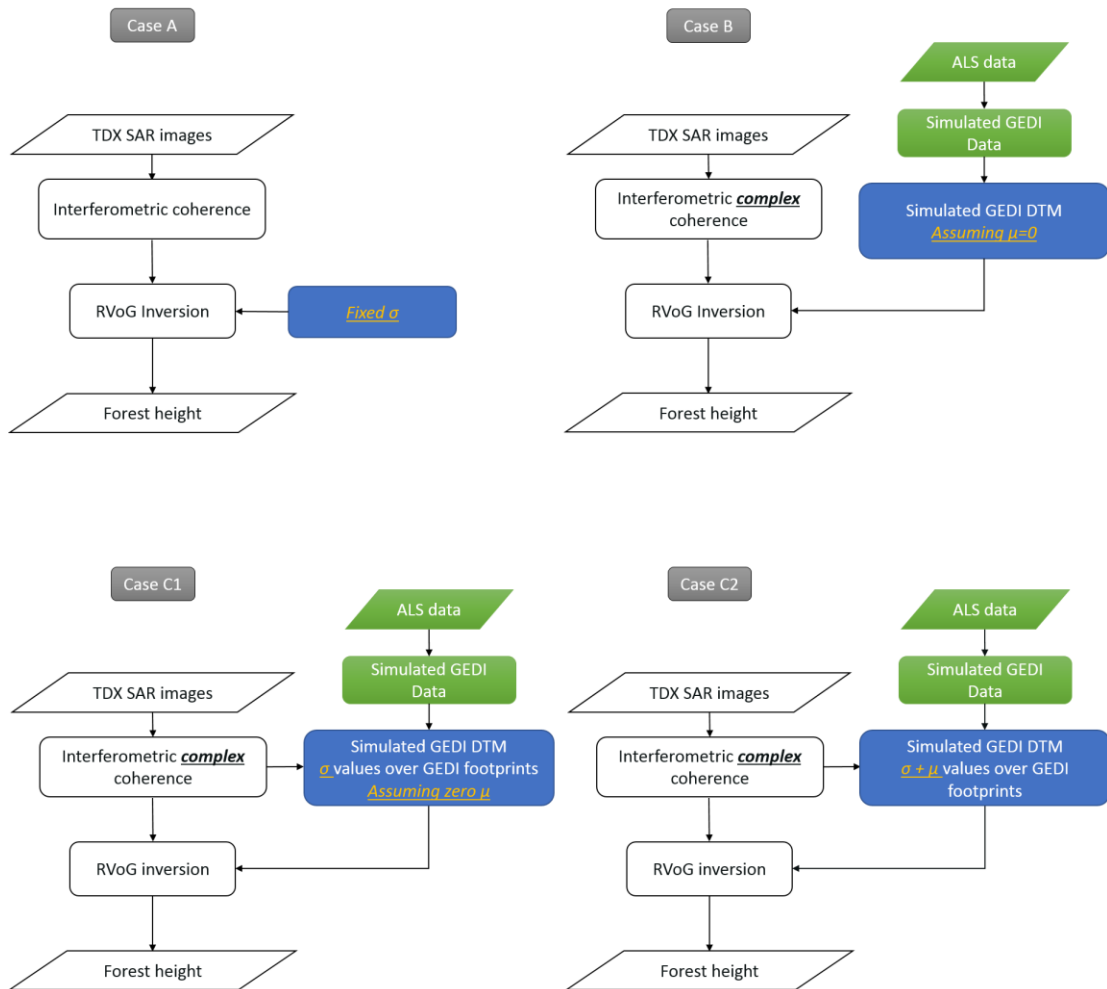 Case A
TDX SAR images
Interferometric coherence
RVoG Inversion
Fixed σ
Forest height
Case B
ALS data
Simulated GEDI
Data
TDX SAR images
Interferometric complex
coherence
Simulated GEDI DTM
Assuming μ=0
RVoG Inversion
Forest height
Case C1
ALS data
Simulated GEDI
Data
TDX SAR images
Interferometric complex
coherence
Simulated GEDI DTM
σ values over GEDI footprints
Assuming zero μ
RVoG inversion
Forest height
Case C2
ALS data
Simulated GEDI
Data
TDX SAR images
Interferometric complex
coherence
Simulated GEDI DTM
σ + μ values over GEDI
footprints
RVoG inversion
Forest height